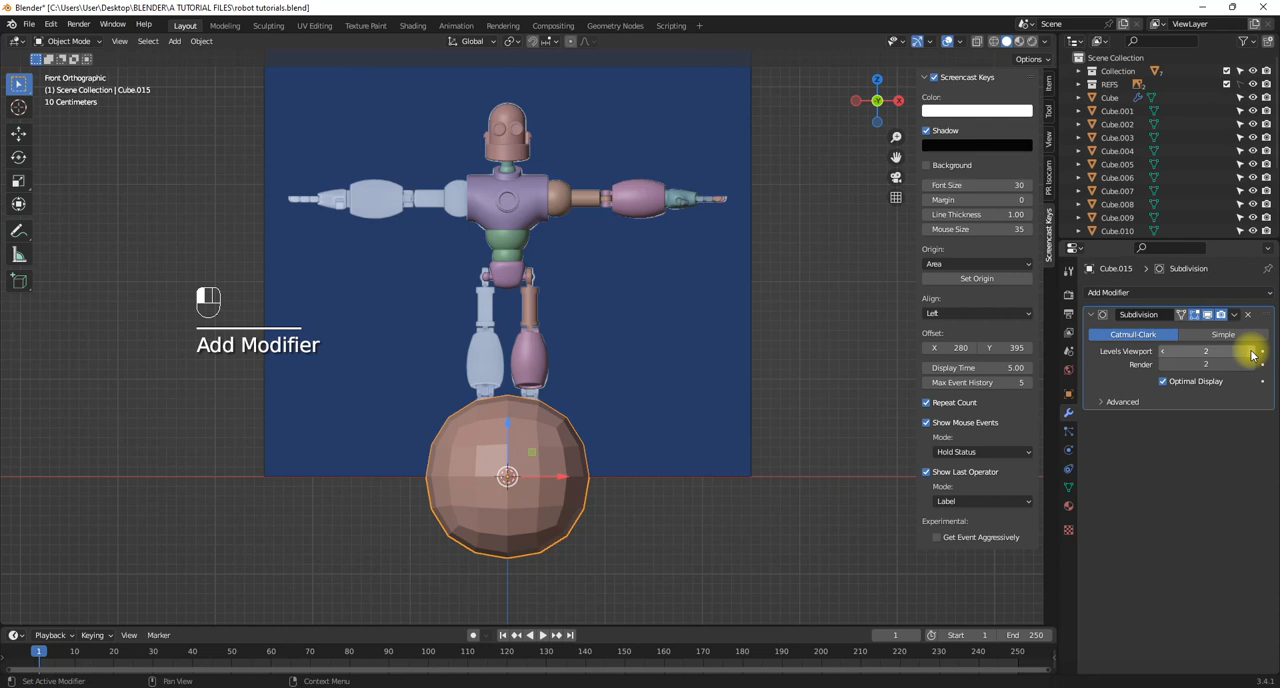 Blender* [C:\Users\User\Desktop\BLENDER\A TUTORIAL FILES\robot tutorials.blend]
File Edit Render Window Help Layout Modeling Sculpting UV Editing Texture Paint Shading Animation Rendering Compositing Geometry Nodes Scripting + Scene ViewLayer
Object Mode View Select Add Object Global
Options
Front Orthographic
(1) Scene Collection | Cube.015
10 Centimeters
Z
X
Y
Add Modifier
Screencast Keys
Color:
Shadow
Background
Font Size 30
Margin 0
Line Thickness 1.00
Mouse Size 35
Origin:
Area
Set Origin
Align:
Left
Offset:
X 280 Y 395
Display Time 5.00
Max Event History 5
Repeat Count
Show Mouse Events
Mode:
Hold Status
Show Last Operator
Mode:
Label
Experimental:
Get Event Aggressively
Item
Tool
View
PR Isocam
Screencast Keys
Scene Collection
Collection 7
REFS 2
Cube
Cube.001
Cube.002
Cube.003
Cube.004
Cube.005
Cube.006
Cube.007
Cube.008
Cube.009
Cube.010
Cube.015 > Subdivision
Add Modifier
Subdivision
Catmull-Clark Simple
Levels Viewport 2
Render 2
Optimal Display
Advanced
Playback Keying View Marker 1 Start 1 End 250
1 10 20 30 40 50 60 70 80 90 100 110 120 130 140 150 160 170 180 190 200 210 220 230 240 250
Set Active Modifier Pan View Context Menu 3.4.1